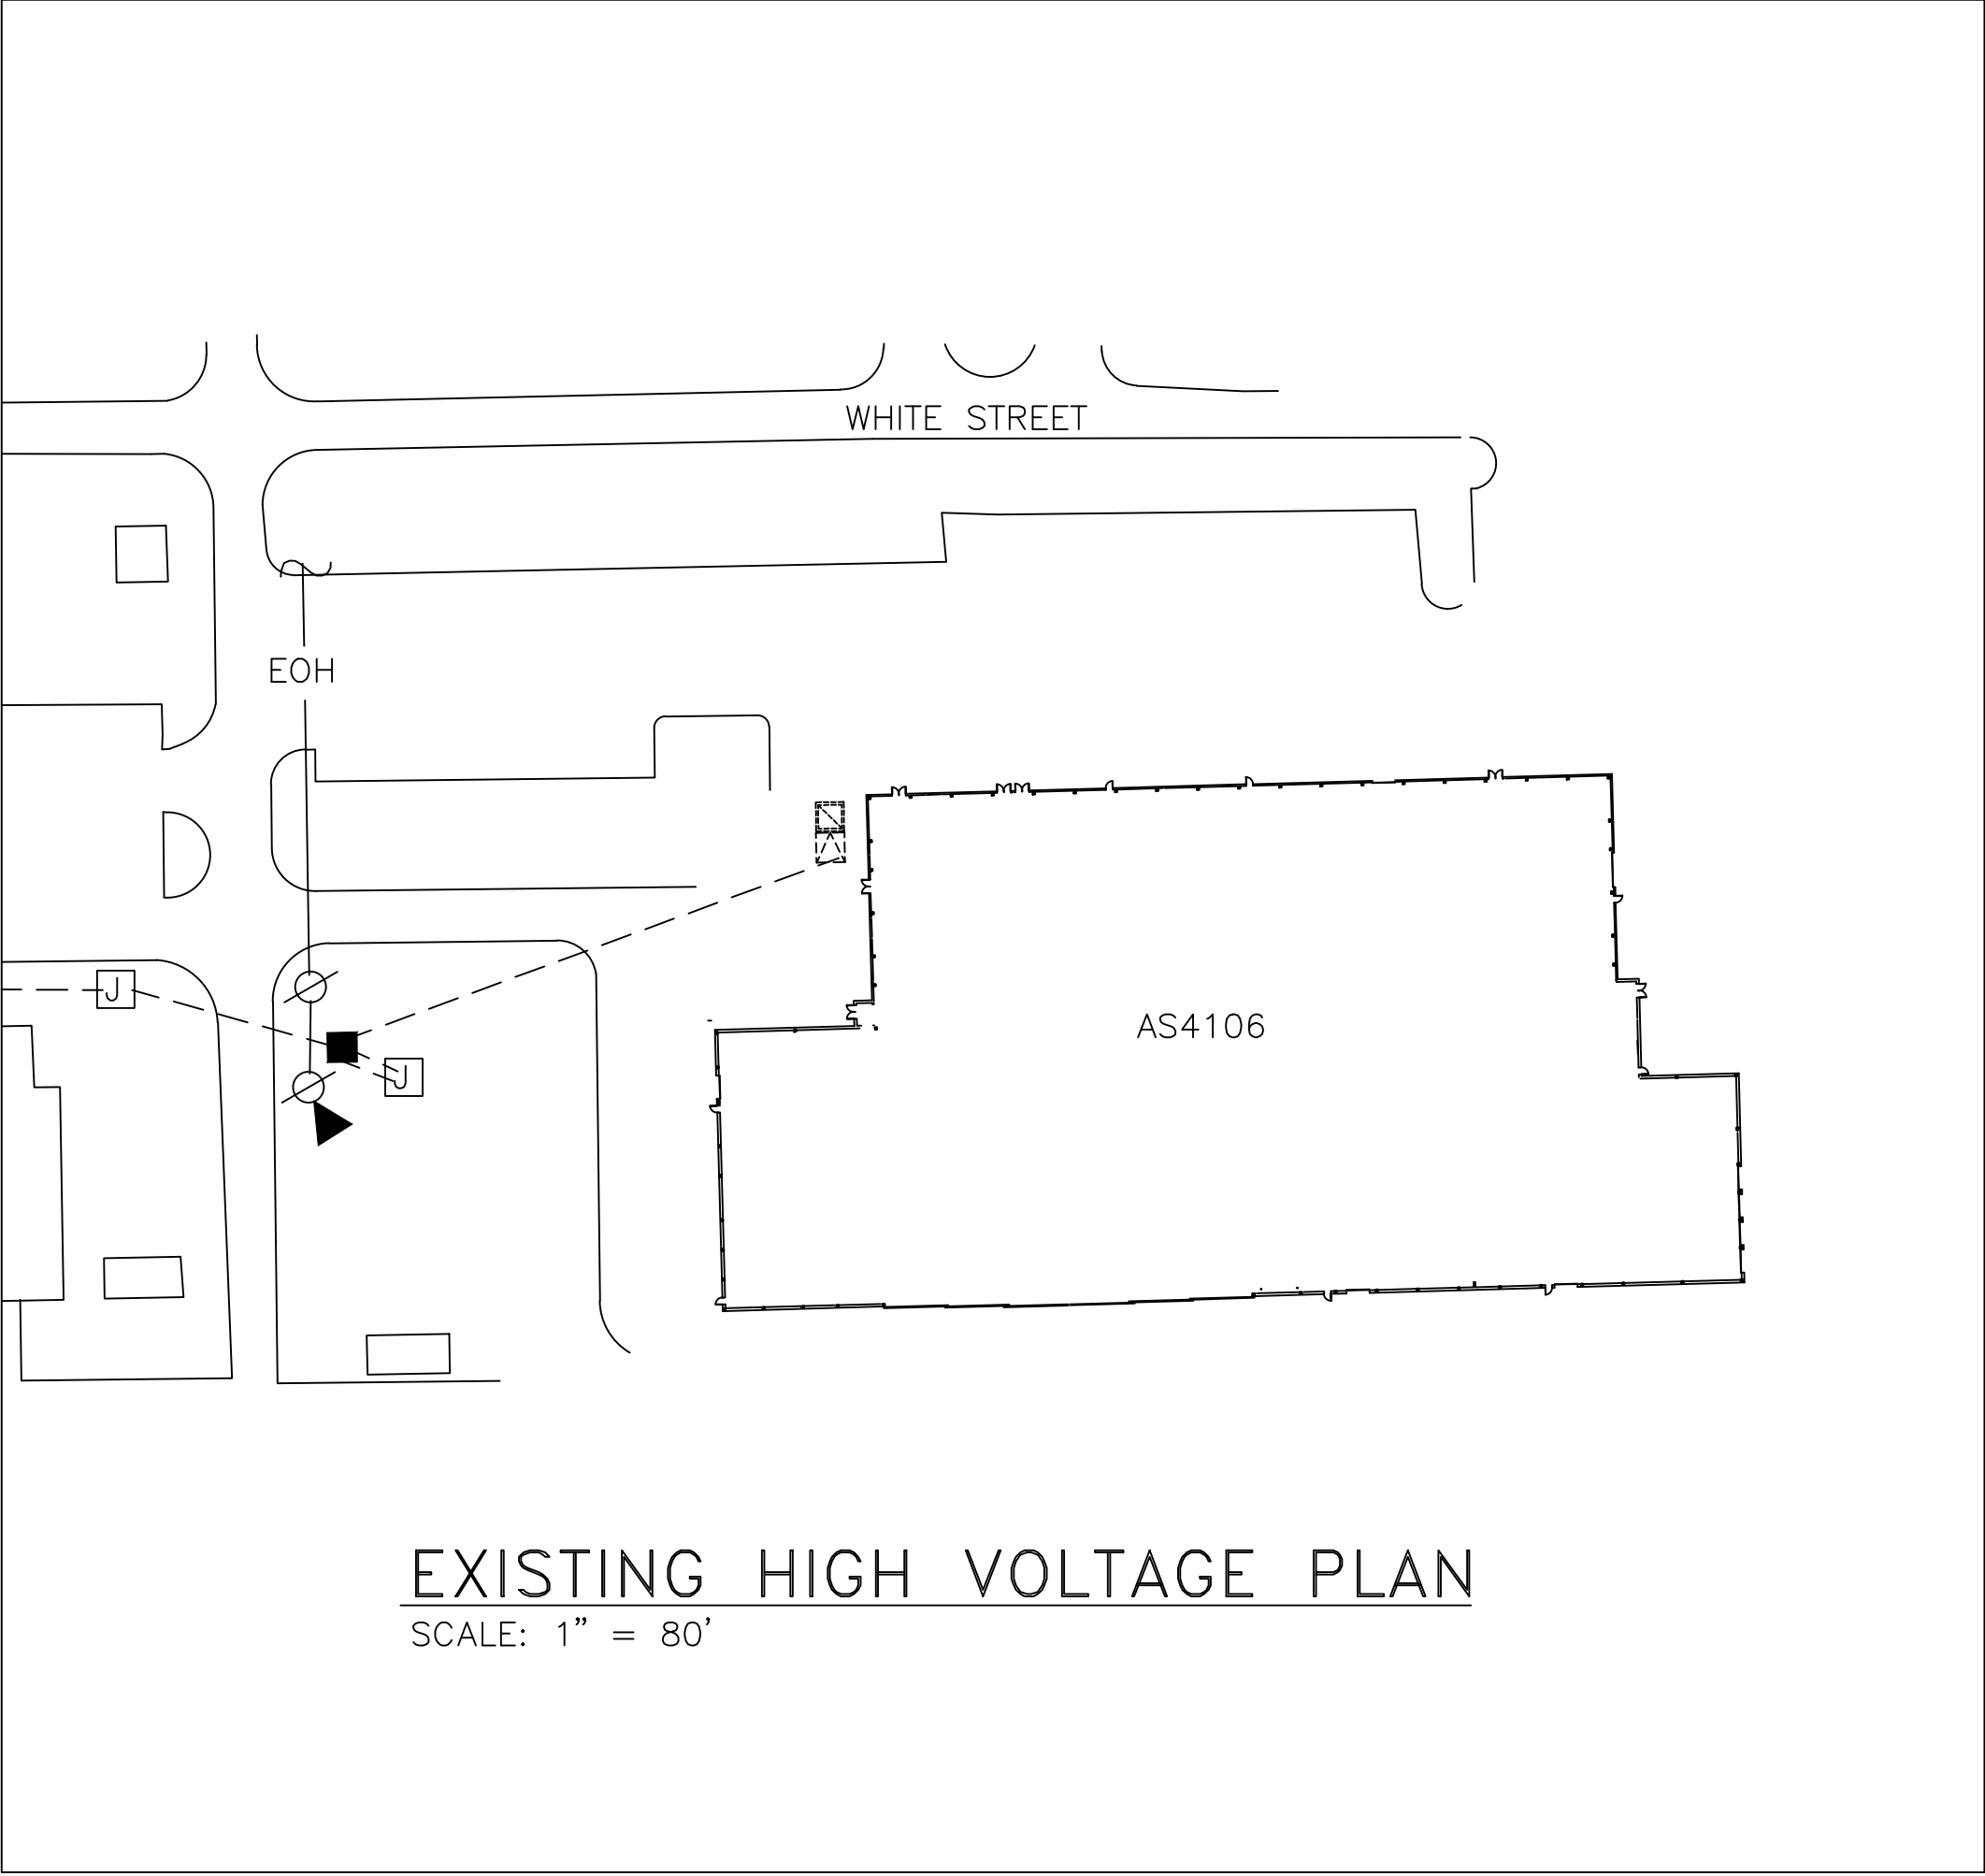 WHITE STREET
EOH
J
AS4106
J
EXISTING HIGH VOLTAGE PLAN
SCALE: 1" = 80'